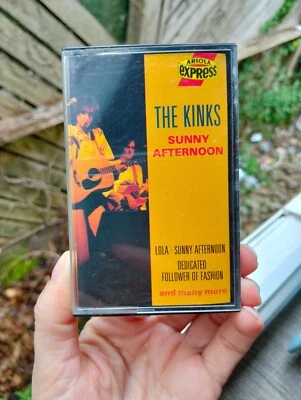 ARIOLA
express
THE KINKS
SUNNY
AFTERNOON
LOLA · SUNNY AFTERNOON
DEDICATED
FOLLOWER OF FASHION
and many more